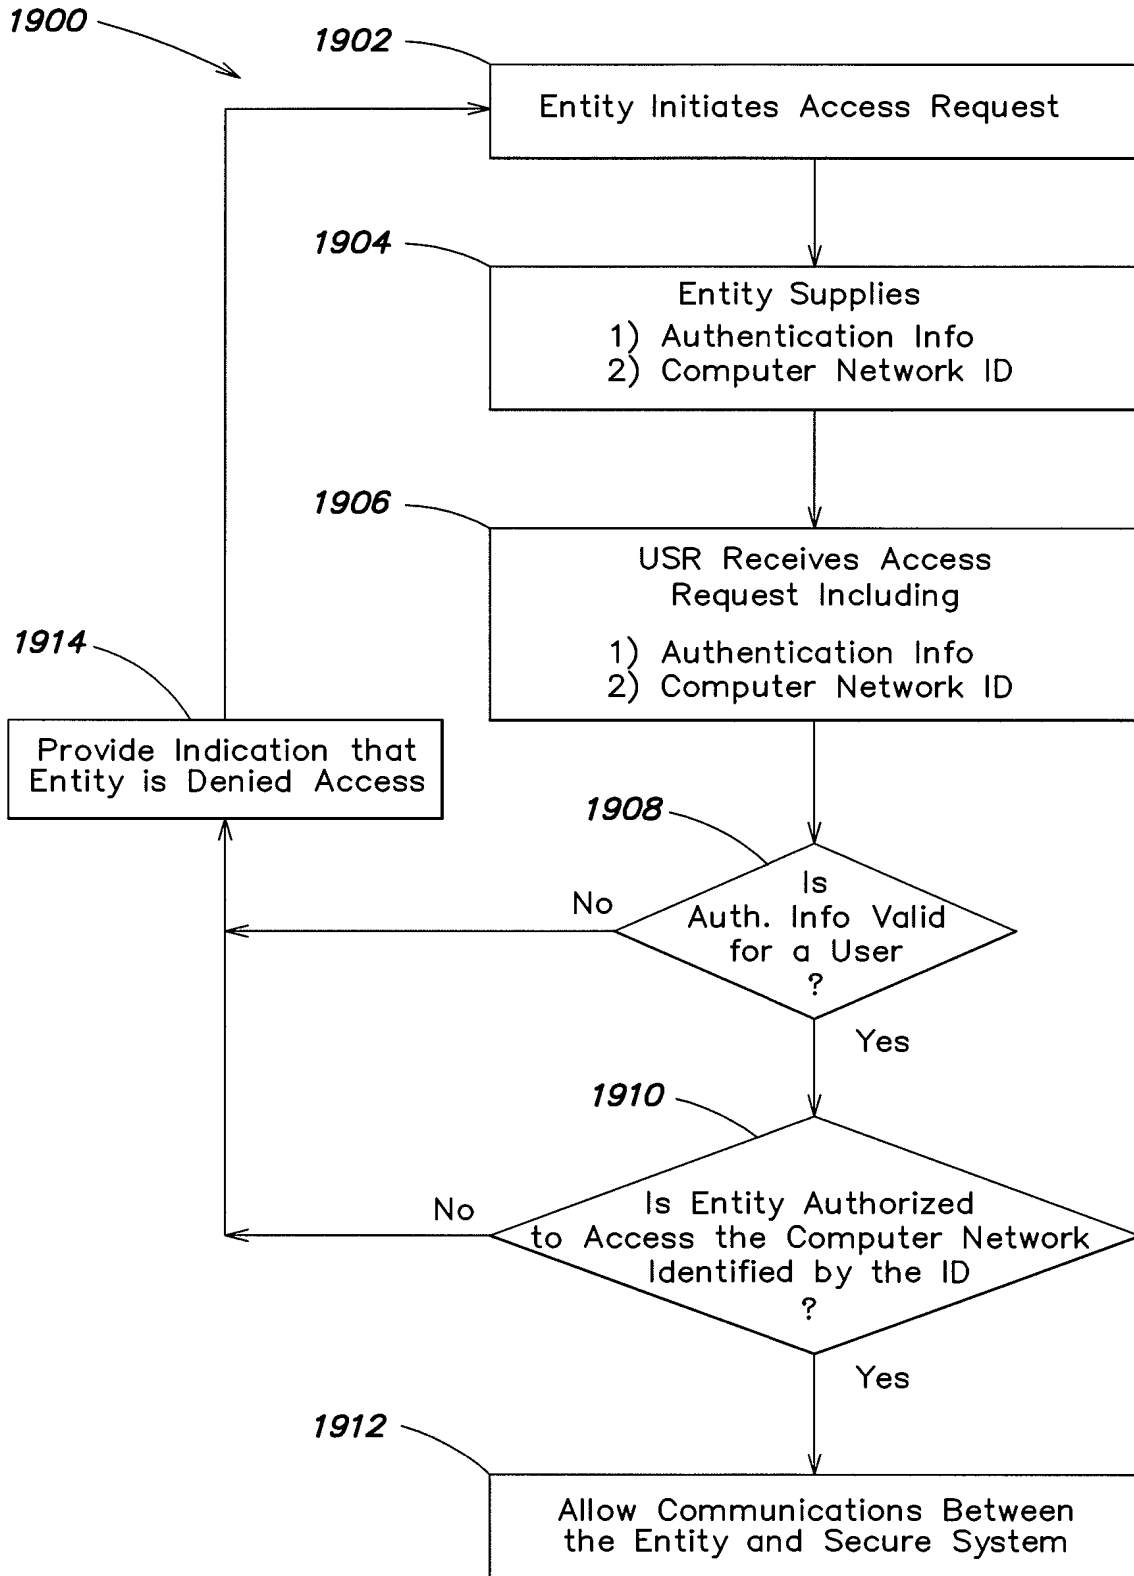 1900
1902
Entity Initiates Access Request
1904
Entity Supplies
1) Authentication Info
2) Computer Network ID
1906
USR Receives Access
Request Including
1) Authentication Info
2) Computer Network ID
1914
Provide Indication that
Entity is Denied Access
1908
Is
Auth. Info Valid
for a User
?
No
Yes
1910
Is Entity Authorized
to Access the Computer Network
Identified by the ID
?
No
Yes
1912
Allow Communications Between
the Entity and Secure System